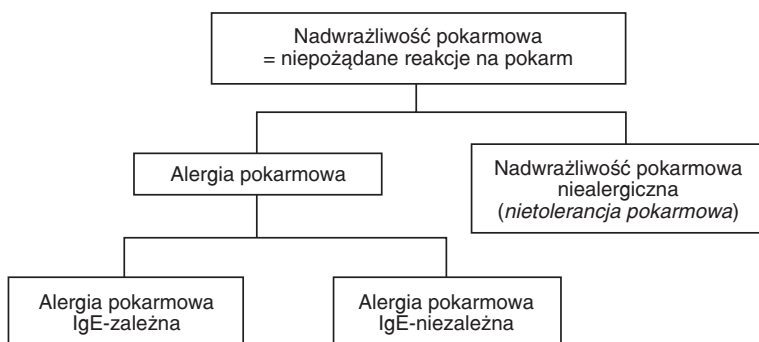 Nadwrażliwość pokarmowa
= niepożądane reakcje na pokarm
Alergia pokarmowa
Nadwrażliwość pokarmowa
niealergiczna
(nietolerancja pokarmowa)
Alergia pokarmowa
IgE-zależna
Alergia pokarmowa
IgE-niezależna